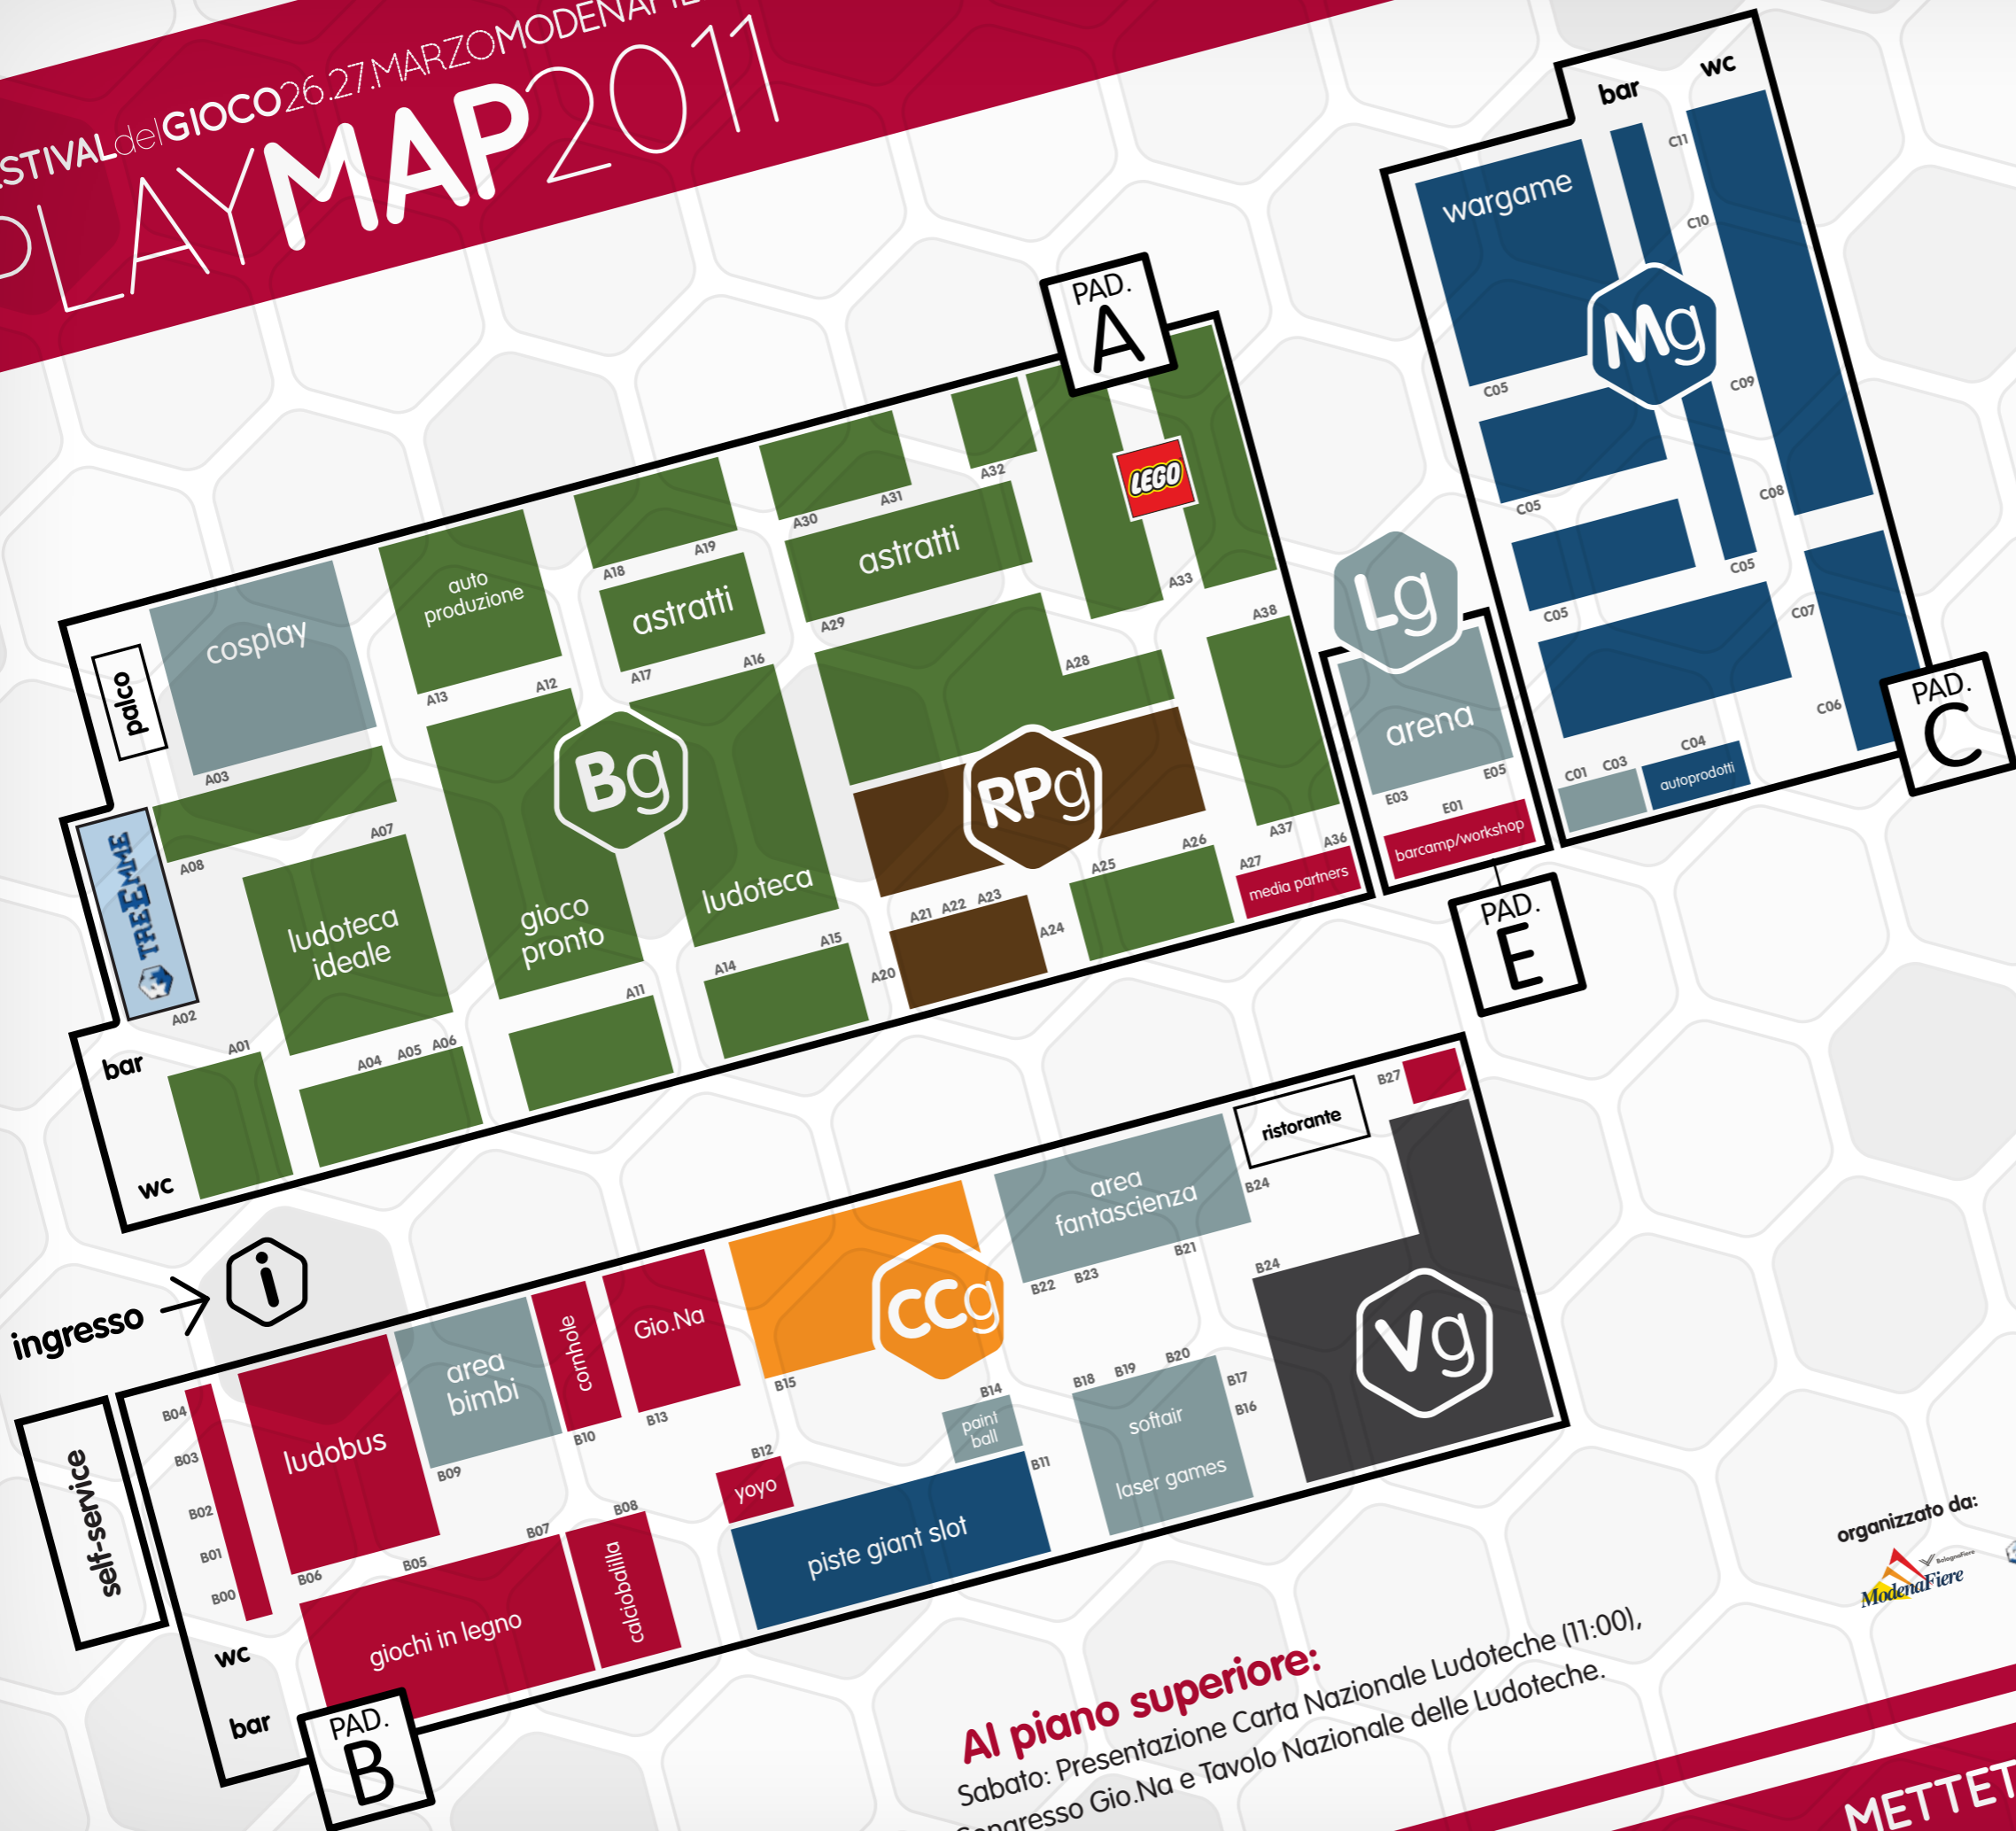 STIVALdelGIOCO26.27.MARZOMODENAFIE
PLAYMAP2011
PAD.
A
palco
cosplay
A03
auto
produzione
A13
A12
A18
A19
astratti
A17
A16
A30
A31
A32
astratti
A29
LEGO
A33
A28
A38
Bg
RPg
TREEMME
A08
A07
A02
ludoteca
ideale
gioco
pronto
ludoteca
A21
A22
A23
A24
A20
A25
A26
A37
A27
A36
media partners
A14
A15
A11
A04
A05
A06
A01
bar
wc
Lg
arena
E03
E05
E01
barcamp/workshop
PAD.
E
bar
wc
wargame
C11
C10
Mg
C09
C05
C05
C08
C05
C05
C07
C06
C01
C03
C04
autoprodotti
PAD.
C
ingresso
i
self-service
B04
B03
B02
B01
B00
wc
bar
ludobus
B06
area
bimbi
B09
cornhole
B10
Gio.Na
B13
B05
B07
B08
giochi in legno
calciobalilla
PAD.
B
CCg
B15
B12
yoyo
B14
paint
ball
B11
piste giant slot
area
fantascienza
B22
B23
B21
B24
ristorante
B27
B24
Vg
B18
B19
B20
B17
B16
softair
laser games
organizzato da:
BolognaFiere
ModenaFiere
Al piano superiore:
Sabato: Presentazione Carta Nazionale Ludoteche (11:00),
Congresso Gio.Na e Tavolo Nazionale delle Ludoteche.
METTET